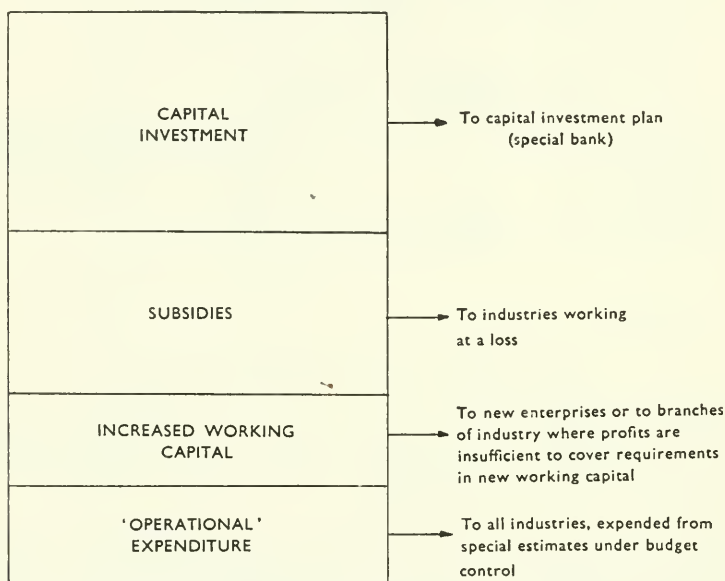 CAPITAL
INVESTMENT
To capital investment plan
(special bank)
SUBSIDIES
To industries working
at a loss
INCREASED WORKING
CAPITAL
To new enterprises or to branches
of industry where profits are
insufficient to cover requirements
in new working capital
'OPERATIONAL'
EXPENDITURE
To all industries, expended from
special estimates under budget
control